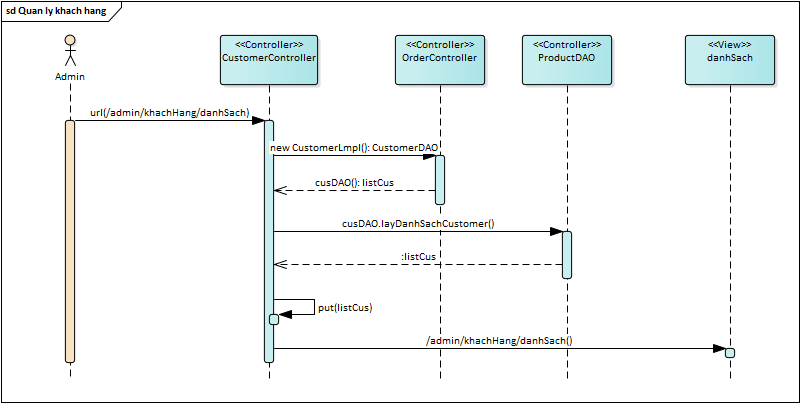 sd Quan ly khach hang
Admin
<<Controller>>
CustomerController
<<Controller>>
OrderController
<<Controller>>
ProductDAO
<<View>>
danhSach
url(/admin/khachHang/danhSach)
new CustomerLmpl(): CustomerDAO
cusDAO(): listCus
cusDAO.layDanhSachCustomer()
:listCus
put(listCus)
/admin/khachHang/danhSach()